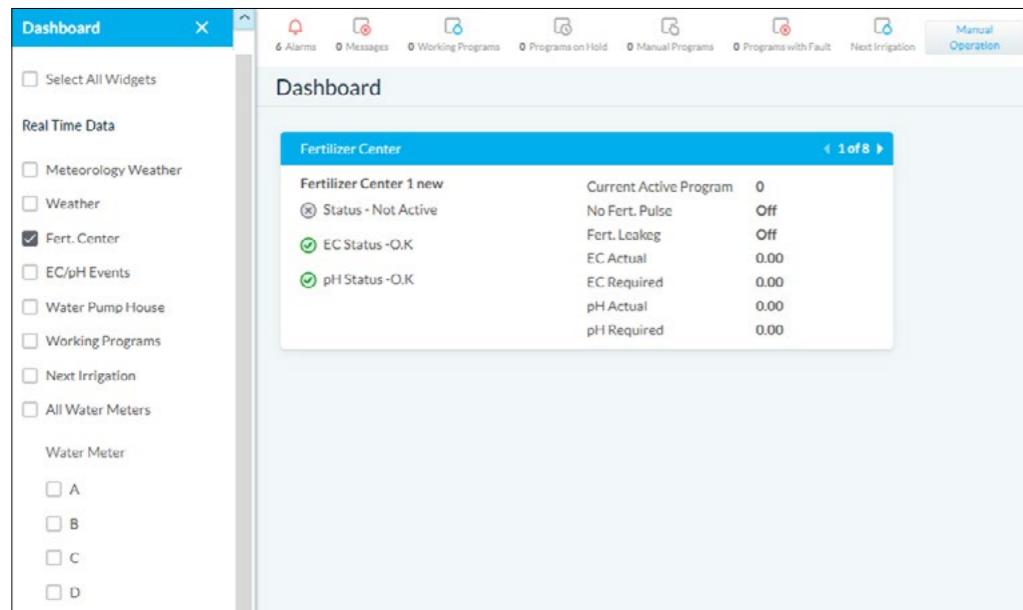 Dashboard
Select All Widgets
Real Time Data
Meteorology Weather
Weather
Fert. Center
EC/pH Events
Water Pump House
Working Programs
Next Irrigation
All Water Meters
Water Meter
A
B
C
D
6 Alarms
0 Messages
0 Working Programs
0 Programs on Hold
0 Manual Programs
0 Programs with Fault
Next Irrigation
Manual
Operation
Dashboard
Fertilizer Center
1 of 8
Fertilizer Center 1 new
Status - Not Active
EC Status -O.K
pH Status -O.K
Current Active Program 0
No Fert. Pulse Off
Fert. Leakeg Off
EC Actual 0.00
EC Required 0.00
pH Actual 0.00
pH Required 0.00